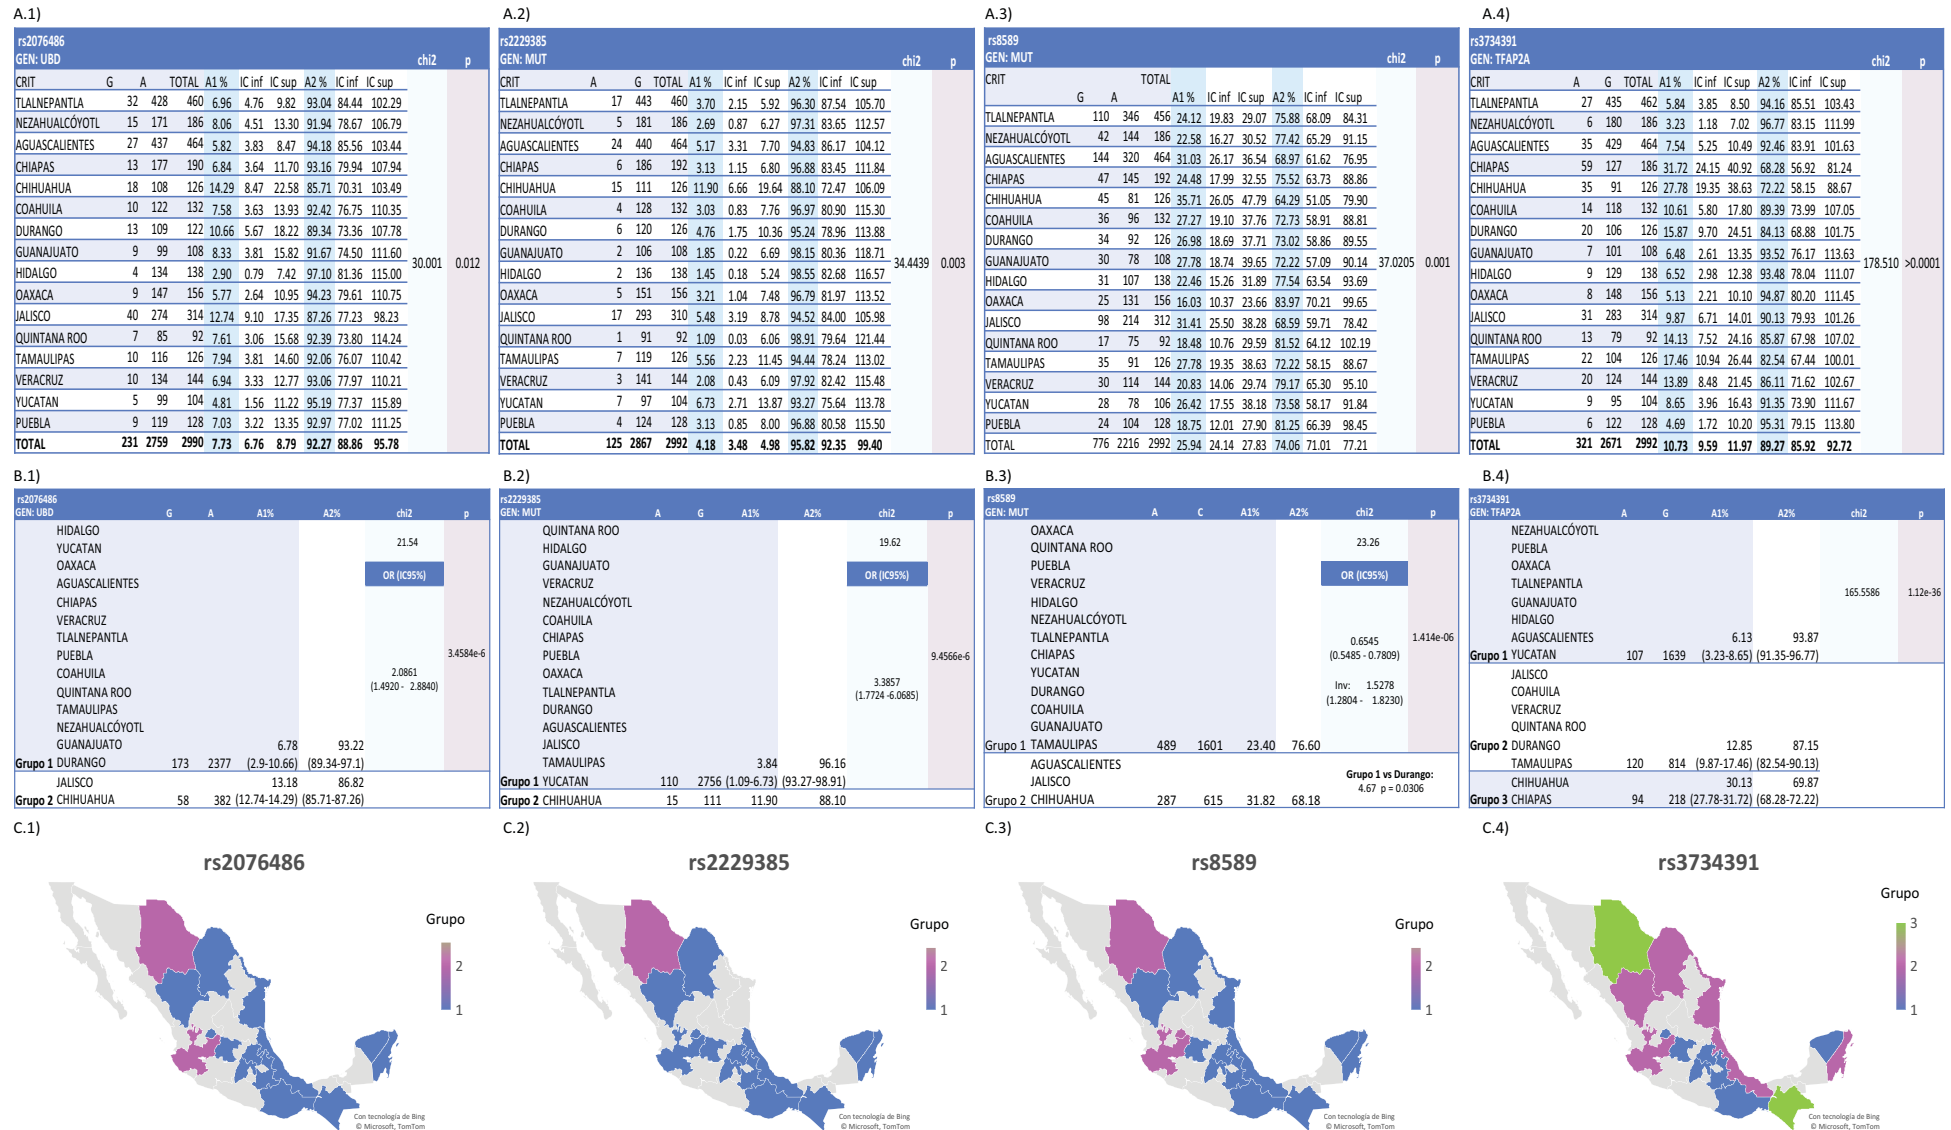 A.1)
rs2076486
GEN: UBD chi2 p
CRIT G A TOTAL A1 % IC inf IC sup A2 % IC inf IC sup
TLALNEPANTLA 32 428 460 6.96 4.76 9.82 93.04 84.44 102.29
NEZAHUALCÓYOTL 15 171 186 8.06 4.51 13.30 91.94 78.67 106.79
AGUASCALIENTES 27 437 464 5.82 3.83 8.47 94.18 85.56 103.44
CHIAPAS 13 177 190 6.84 3.64 11.70 93.16 79.94 107.94
CHIHUAHUA 18 108 126 14.29 8.47 22.58 85.71 70.31 103.49
COAHUILA 10 122 132 7.58 3.63 13.93 92.42 76.75 110.35
DURANGO 13 109 122 10.66 5.67 18.22 89.34 73.36 107.78
GUANAJUATO 9 99 108 8.33 3.81 15.82 91.67 74.50 111.60
30.001 0.012
HIDALGO 4 134 138 2.90 0.79 7.42 97.10 81.36 115.00
OAXACA 9 147 156 5.77 2.64 10.95 94.23 79.61 110.75
JALISCO 40 274 314 12.74 9.10 17.35 87.26 77.23 98.23
QUINTANA ROO 7 85 92 7.61 3.06 15.68 92.39 73.80 114.24
TAMAULIPAS 10 116 126 7.94 3.81 14.60 92.06 76.07 110.42
VERACRUZ 10 134 144 6.94 3.33 12.77 93.06 77.97 110.21
YUCATAN 5 99 104 4.81 1.56 11.22 95.19 77.37 115.89
PUEBLA 9 119 128 7.03 3.22 13.35 92.97 77.02 111.25
TOTAL 231 2759 2990 7.73 6.76 8.79 92.27 88.86 95.78
A.2)
rs2229385
GEN: MUT chi2 p
CRIT A G TOTAL A1 % IC inf IC sup A2 % IC inf IC sup
TLALNEPANTLA 17 443 460 3.70 2.15 5.92 96.30 87.54 105.70
NEZAHUALCÓYOTL 5 181 186 2.69 0.87 6.27 97.31 83.65 112.57
AGUASCALIENTES 24 440 464 5.17 3.31 7.70 94.83 86.17 104.12
CHIAPAS 6 186 192 3.13 1.15 6.80 96.88 83.45 111.84
CHIHUAHUA 15 111 126 11.90 6.66 19.64 88.10 72.47 106.09
COAHUILA 4 128 132 3.03 0.83 7.76 96.97 80.90 115.30
DURANGO 6 120 126 4.76 1.75 10.36 95.24 78.96 113.88
GUANAJUATO 2 106 108 1.85 0.22 6.69 98.15 80.36 118.71
34.4439 0.003
HIDALGO 2 136 138 1.45 0.18 5.24 98.55 82.68 116.57
OAXACA 5 151 156 3.21 1.04 7.48 96.79 81.97 113.52
JALISCO 17 293 310 5.48 3.19 8.78 94.52 84.00 105.98
QUINTANA ROO 1 91 92 1.09 0.03 6.06 98.91 79.64 121.44
TAMAULIPAS 7 119 126 5.56 2.23 11.45 94.44 78.24 113.02
VERACRUZ 3 141 144 2.08 0.43 6.09 97.92 82.42 115.48
YUCATAN 7 97 104 6.73 2.71 13.87 93.27 75.64 113.78
PUEBLA 4 124 128 3.13 0.85 8.00 96.88 80.58 115.50
TOTAL 125 2867 2992 4.18 3.48 4.98 95.82 92.35 99.40
A.3)
rs8589
GEN: MUT chi2 p
CRIT TOTAL
G A A1 % IC inf IC sup A2 % IC inf IC sup
TLALNEPANTLA 110 346 456 24.12 19.83 29.07 75.88 68.09 84.31
NEZAHUALCÓYOTL 42 144 186 22.58 16.27 30.52 77.42 65.29 91.15
AGUASCALIENTES 144 320 464 31.03 26.17 36.54 68.97 61.62 76.95
CHIAPAS 47 145 192 24.48 17.99 32.55 75.52 63.73 88.86
CHIHUAHUA 45 81 126 35.71 26.05 47.79 64.29 51.05 79.90
COAHUILA 36 96 132 27.27 19.10 37.76 72.73 58.91 88.81
DURANGO 34 92 126 26.98 18.69 37.71 73.02 58.86 89.55
GUANAJUATO 30 78 108 27.78 18.74 39.65 72.22 57.09 90.14
37.0205 0.001
HIDALGO 31 107 138 22.46 15.26 31.89 77.54 63.54 93.69
OAXACA 25 131 156 16.03 10.37 23.66 83.97 70.21 99.65
JALISCO 98 214 312 31.41 25.50 38.28 68.59 59.71 78.42
QUINTANA ROO 17 75 92 18.48 10.76 29.59 81.52 64.12 102.19
TAMAULIPAS 35 91 126 27.78 19.35 38.63 72.22 58.15 88.67
VERACRUZ 30 114 144 20.83 14.06 29.74 79.17 65.30 95.10
YUCATAN 28 78 106 26.42 17.55 38.18 73.58 58.17 91.84
PUEBLA 24 104 128 18.75 12.01 27.90 81.25 66.39 98.45
TOTAL 776 2216 2992 25.94 24.14 27.83 74.06 71.01 77.21
A.4)
rs3734391
GEN: TFAP2A chi2 p
CRIT A G TOTAL A1 % IC inf IC sup A2 % IC inf IC sup
TLALNEPANTLA 27 435 462 5.84 3.85 8.50 94.16 85.51 103.43
NEZAHUALCÓYOTL 6 180 186 3.23 1.18 7.02 96.77 83.15 111.99
AGUASCALIENTES 35 429 464 7.54 5.25 10.49 92.46 83.91 101.63
CHIAPAS 59 127 186 31.72 24.15 40.92 68.28 56.92 81.24
CHIHUAHUA 35 91 126 27.78 19.35 38.63 72.22 58.15 88.67
COAHUILA 14 118 132 10.61 5.80 17.80 89.39 73.99 107.05
DURANGO 20 106 126 15.87 9.70 24.51 84.13 68.88 101.75
GUANAJUATO 7 101 108 6.48 2.61 13.35 93.52 76.17 113.63
178.510 >0.0001
HIDALGO 9 129 138 6.52 2.98 12.38 93.48 78.04 111.07
OAXACA 8 148 156 5.13 2.21 10.10 94.87 80.20 111.45
JALISCO 31 283 314 9.87 6.71 14.01 90.13 79.93 101.26
QUINTANA ROO 13 79 92 14.13 7.52 24.16 85.87 67.98 107.02
TAMAULIPAS 22 104 126 17.46 10.94 26.44 82.54 67.44 100.01
VERACRUZ 20 124 144 13.89 8.48 21.45 86.11 71.62 102.67
YUCATAN 9 95 104 8.65 3.96 16.43 91.35 73.90 111.67
PUEBLA 6 122 128 4.69 1.72 10.20 95.31 79.15 113.80
TOTAL 321 2671 2992 10.73 9.59 11.97 89.27 85.92 92.72
B.1)
rs2076486
GEN: UBD G A A1% A2% chi2 p
HIDALGO
21.54
YUCATAN
OAXACA
OR (IC95%)
AGUASCALIENTES
CHIAPAS
VERACRUZ
TLALNEPANTLA
PUEBLA
3.4584e-6
COAHUILA
2.0861
QUINTANA ROO
(1.4920 - 2.8840)
TAMAULIPAS
NEZAHUALCÓYOTL
GUANAJUATO 6.78 93.22
Grupo 1 DURANGO 173 2377 (2.9-10.66) (89.34-97.1)
JALISCO 13.18 86.82
Grupo 2 CHIHUAHUA 58 382 (12.74-14.29) (85.71-87.26)
B.2)
rs2229385
GEN: MUT A G A1% A2% chi2 p
QUINTANA ROO
19.62
HIDALGO
GUANAJUATO
OR (IC95%)
VERACRUZ
NEZAHUALCÓYOTL
COAHUILA
CHIAPAS
PUEBLA
9.4566e-6
OAXACA
3.3857
TLALNEPANTLA
(1.7724 -6.0685)
DURANGO
AGUASCALIENTES
JALISCO
TAMAULIPAS 3.84 96.16
Grupo 1 YUCATAN 110 2756 (1.09-6.73) (93.27-98.91)
Grupo 2 CHIHUAHUA 15 111 11.90 88.10
B.3)
rs8589
GEN: MUT A C A1% A2% chi2 p
OAXACA
23.26
QUINTANA ROO
PUEBLA
OR (IC95%)
VERACRUZ
HIDALGO
NEZAHUALCÓYOTL
TLALNEPANTLA 0.6545 1.414e-06
CHIAPAS (0.5485 - 0.7809)
YUCATAN
Inv: 1.5278
DURANGO
(1.2804 - 1.8230)
COAHUILA
GUANAJUATO
Grupo 1 TAMAULIPAS 489 1601 23.40 76.60
AGUASCALIENTES
Grupo 1 vs Durango:
JALISCO
4.67 p = 0.0306
Grupo 2 CHIHUAHUA 287 615 31.82 68.18
B.4)
rs3734391
GEN: TFAP2A A G A1% A2% chi2 p
NEZAHUALCÓYOTL
PUEBLA
OAXACA
TLALNEPANTLA
165.5586 1.12e-36
GUANAJUATO
HIDALGO
AGUASCALIENTES 6.13 93.87
Grupo 1 YUCATAN 107 1639 (3.23-8.65) (91.35-96.77)
JALISCO
COAHUILA
VERACRUZ
QUINTANA ROO
Grupo 2 DURANGO 12.85 87.15
TAMAULIPAS 120 814 (9.87-17.46) (82.54-90.13)
CHIHUAHUA 30.13 69.87
Grupo 3 CHIAPAS 94 218 (27.78-31.72) (68.28-72.22)
C.1)
rs2076486
Grupo
2
1
Con tecnología de Bing
© Microsoft, TomTom
C.2)
rs2229385
Grupo
2
1
Con tecnología de Bing
© Microsoft, TomTom
C.3)
rs8589
Grupo
2
1
Con tecnología de Bing
© Microsoft, TomTom
C.4)
rs3734391
Grupo
3
2
1
Con tecnología de Bing
© Microsoft, TomTom